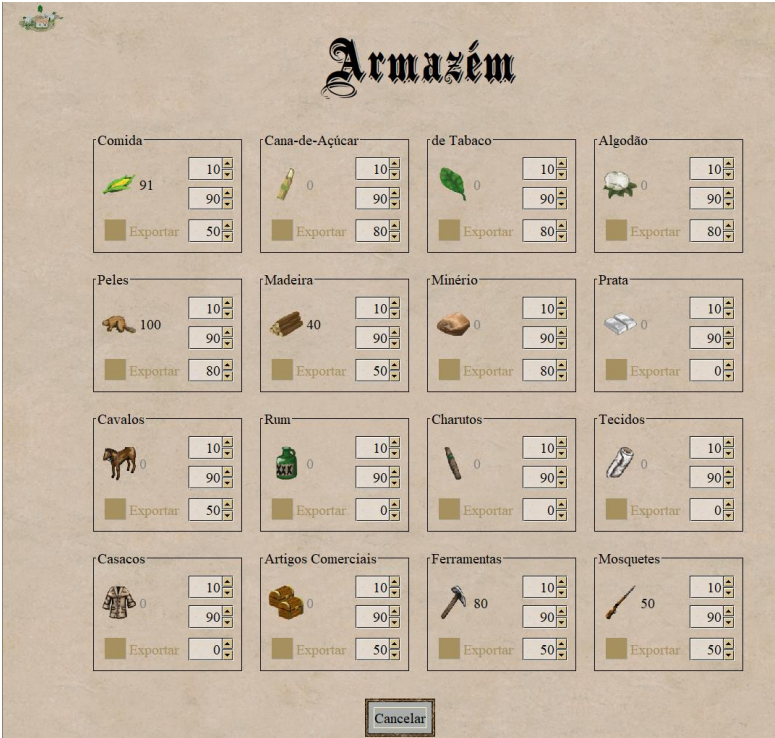 Armazém
Comida Cana-de-Açúcar de Tabaco Algodão
10 10 10 10
91 0 0 0
90 90 90 90
Exportar 50 Exportar 80 Exportar 80 Exportar 80
Peles Madeira Minério Prata
10 10 10 10
100 40 0 0
90 90 90 90
Exportar 80 Exportar 50 Exportar 80 Exportar 0
Cavalos Rum Charutos Tecidos
10 10 10 10
0 XXX 0 0 0
90 90 90 90
Exportar 50 Exportar 0 Exportar 0 Exportar 0
Casacos Artigos Comerciais Ferramentas Mosquetes
10 10 10 10
0 0 80 50
90 90 90 90
Exportar 0 Exportar 50 Exportar 50 Exportar 50
Cancelar